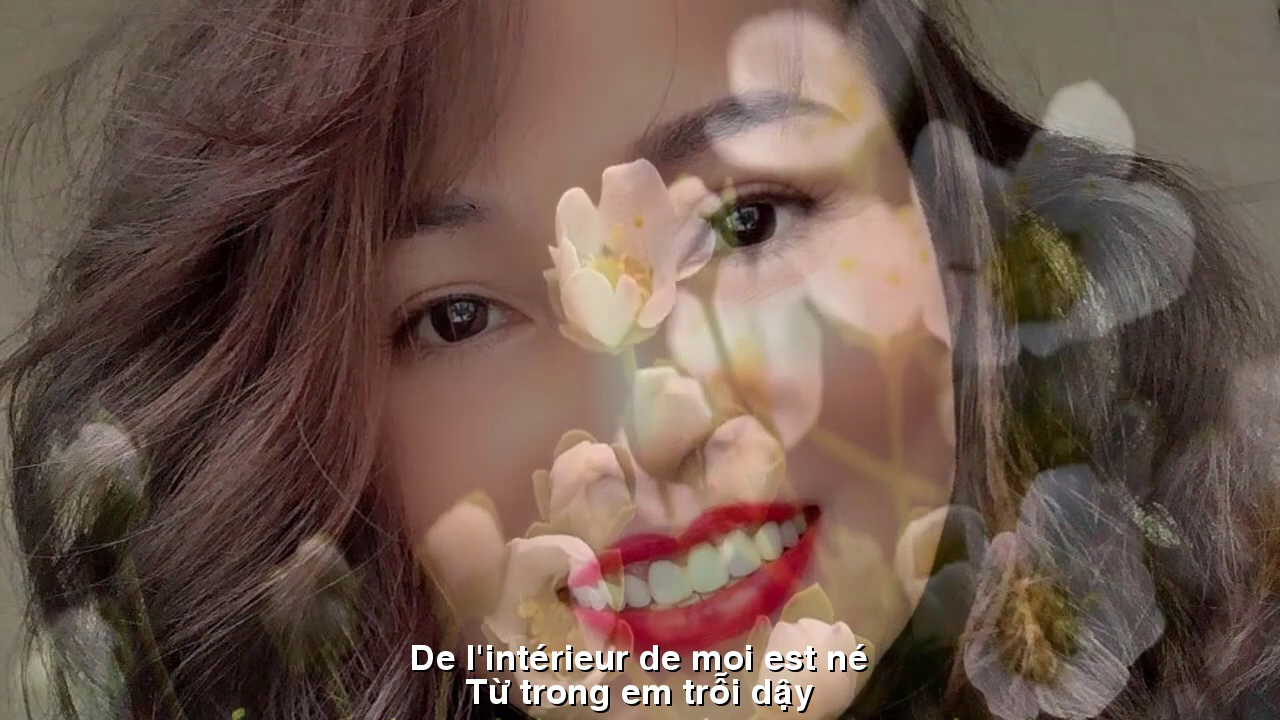 De l'intérieur de moi est né
Từ trong em trỗi dậy